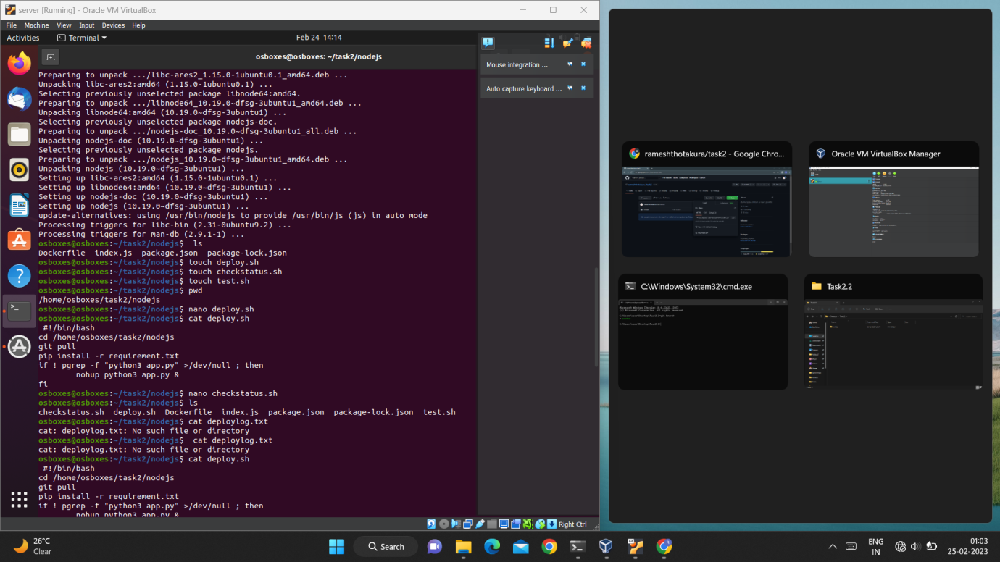 server [Running] - Oracle VM VirtualBox
File Machine View Input Devices Help
Activities Terminal Feb 24 14:14
osboxes@osboxes: ~/task2/nodejs
Preparing to unpack .../libc-ares2_1.15.0-1ubuntu0.1_amd64.deb ...
Unpacking libc-ares2:amd64 (1.15.0-1ubuntu0.1) ...
Selecting previously unselected package libnode64:amd64.
Preparing to unpack .../libnode64_10.19.0~dfsg-3ubuntu1_amd64.deb ...
Unpacking libnode64:amd64 (10.19.0~dfsg-3ubuntu1) ...
Selecting previously unselected package nodejs-doc.
Preparing to unpack .../nodejs-doc_10.19.0~dfsg-3ubuntu1_all.deb ...
Unpacking nodejs-doc (10.19.0~dfsg-3ubuntu1) ...
Selecting previously unselected package nodejs.
Preparing to unpack .../nodejs_10.19.0~dfsg-3ubuntu1_amd64.deb ...
Unpacking nodejs (10.19.0~dfsg-3ubuntu1) ...
Setting up libc-ares2:amd64 (1.15.0-1ubuntu0.1) ...
Setting up libnode64:amd64 (10.19.0~dfsg-3ubuntu1) ...
Setting up nodejs-doc (10.19.0~dfsg-3ubuntu1) ...
Setting up nodejs (10.19.0~dfsg-3ubuntu1) ...
update-alternatives: using /usr/bin/nodejs to provide /usr/bin/js (js) in auto mode
Processing triggers for libc-bin (2.31-0ubuntu9.2) ...
Processing triggers for man-db (2.9.1-1) ...
osboxes@osboxes:~/task2/nodejs$  ls
Dockerfile  index.js  package.json  package-lock.json
osboxes@osboxes:~/task2/nodejs$ touch deploy.sh
osboxes@osboxes:~/task2/nodejs$ touch checkstatus.sh
osboxes@osboxes:~/task2/nodejs$ touch test.sh
osboxes@osboxes:~/task2/nodejs$ pwd
/home/osboxes/task2/nodejs
osboxes@osboxes:~/task2/nodejs$ nano deploy.sh
osboxes@osboxes:~/task2/nodejs$ cat deploy.sh
 #!/bin/bash
cd /home/osboxes/task2/nodejs
git pull
pip install -r requirement.txt
if ! pgrep -f "python3 app.py" >/dev/null ; then
        nohup python3 app.py &
fi
osboxes@osboxes:~/task2/nodejs$ nano checkstatus.sh
osboxes@osboxes:~/task2/nodejs$ ls
checkstatus.sh  deploy.sh  Dockerfile  index.js  package.json  package-lock.json  test.sh
osboxes@osboxes:~/task2/nodejs$ cat deploylog.txt
cat: deploylog.txt: No such file or directory
osboxes@osboxes:~/task2/nodejs$  cat deploylog.txt
cat: deploylog.txt: No such file or directory
osboxes@osboxes:~/task2/nodejs$ cat deploy.sh
 #!/bin/bash
cd /home/osboxes/task2/nodejs
git pull
pip install -r requirement.txt
if ! pgrep -f "python3 app.py" >/dev/null ; then
        nohup python3 app.py &
Mouse integration ...
Auto capture keyboard ...
Right Ctrl
rameshthotakura/task2 - Google Chro...
Oracle VM VirtualBox Manager
C:\Windows\System32\cmd.exe
Task2.2
26°C
Clear
Search
ENG
IN
01:03
25-02-2023